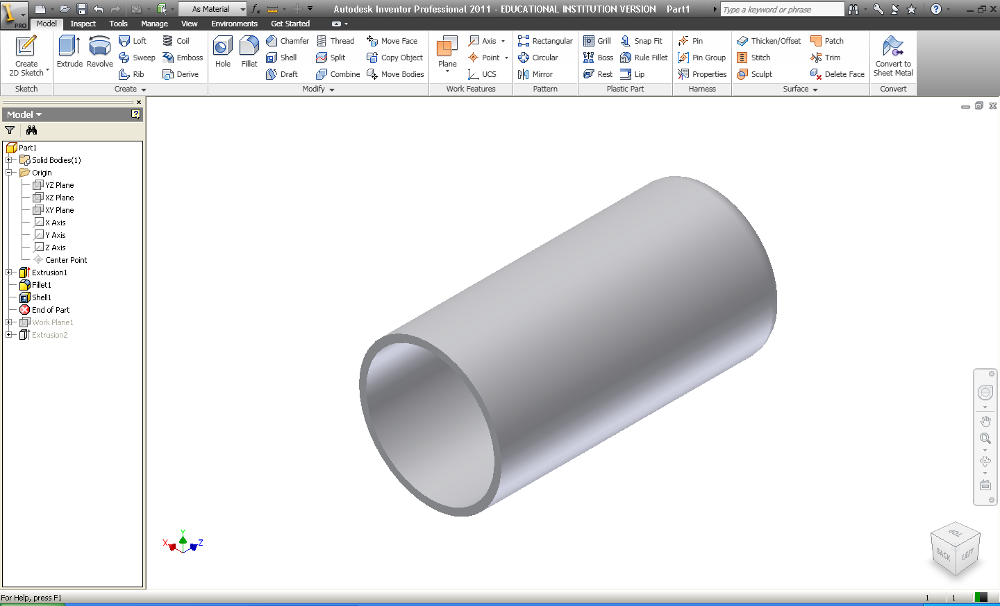 As Material
Autodesk Inventor Professional 2011 - EDUCATIONAL INSTITUTION VERSION Part1
Type a keyword or phrase
PRO
Model Inspect Tools Manage View Environments Get Started
Create 2D Sketch
Sketch
Extrude Revolve Loft Sweep Rib Coil Emboss Derive
Create
Hole Fillet Chamfer Shell Draft Thread Split Combine Move Face Copy Object Move Bodies
Modify
Plane Axis Point UCS
Work Features
Rectangular Circular Mirror
Pattern
Grill Boss Rest Snap Fit Rule Fillet Lip
Plastic Part
Pin Pin Group Properties
Harness
Thicken/Offset Stitch Sculpt Patch Trim Delete Face
Surface
Convert to Sheet Metal
Convert
Model
Part1
Solid Bodies(1)
Origin
YZ Plane
XZ Plane
XY Plane
X Axis
Y Axis
Z Axis
Center Point
Extrusion1
Fillet1
Shell1
End of Part
Work Plane1
Extrusion2
Y
X Z
TOP
BACK LEFT
For Help, press F1
1 1